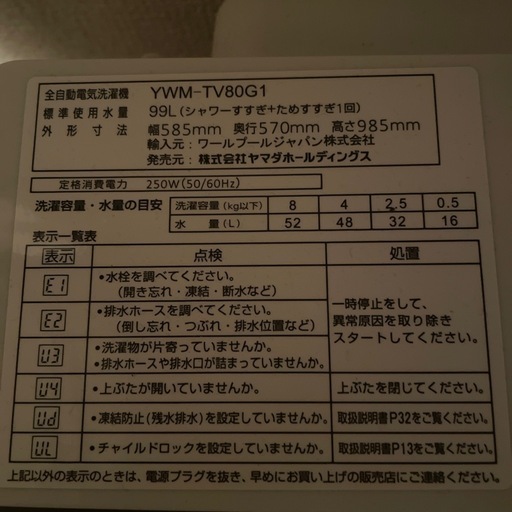 全自動電気洗濯機 YWM-TV80G1
標準使用水量 99L(シャワーすすぎ+ためすすぎ1回)
外形寸法 幅585mm 奥行570mm 高さ985mm
輸入元：ワールプールジャパン株式会社
発売元：株式会社ヤマダホールディングス
定格消費電力 250W(50/60Hz)
洗濯容量・水量の目安 洗濯容量(kg以下) 8 4 2.5 0.5
水量(L) 52 48 32 16
表示一覧表
表示 点検 処置
E1 •水栓を調べてください。
(開き忘れ・凍結・断水など)
E2 •排水ホースを調べてください。
(倒し忘れ・つぶれ・排水位置など)
U3 •洗濯物が片寄っていませんか。
•排水ホースや排水口が詰まっていませんか。
一時停止をして、
異常原因を取り除き
スタートしてください。
U4 •上ぶたが開いていませんか。 上ぶたを閉じてください。
Ud •凍結防止(残水排水)を設定していませんか。 取扱説明書P32をご覧ください。
UL •チャイルドロックを設定していませんか。 取扱説明書P13をご覧ください。
上記以外の表示のときは、電源プラグを抜き、早めにお買い上げの販売店にご連絡ください。